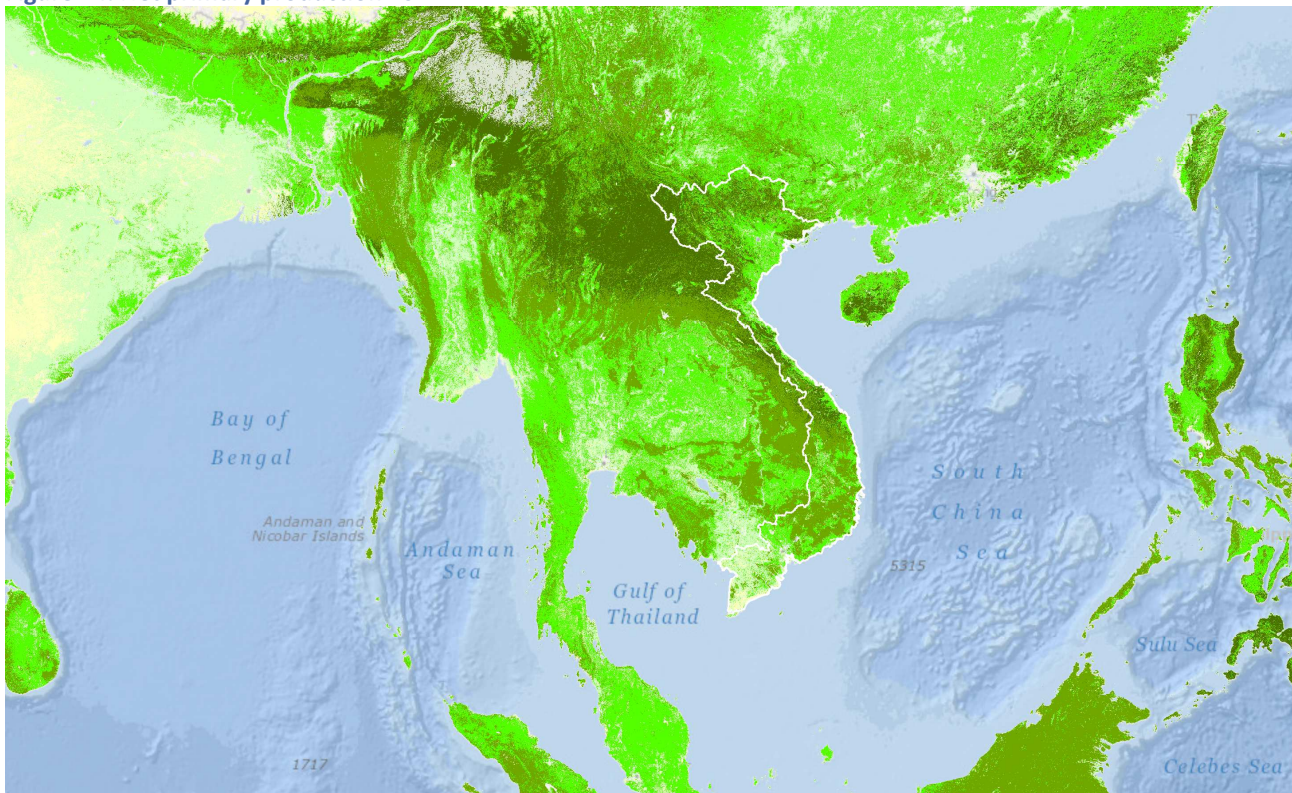 Bay of
Bengal
Andaman and
Nicobar Islands
Andaman
Sea
Gulf of
Thailand
South
China
Sea
5315
Sulu Sea
1717
Celebes Sea